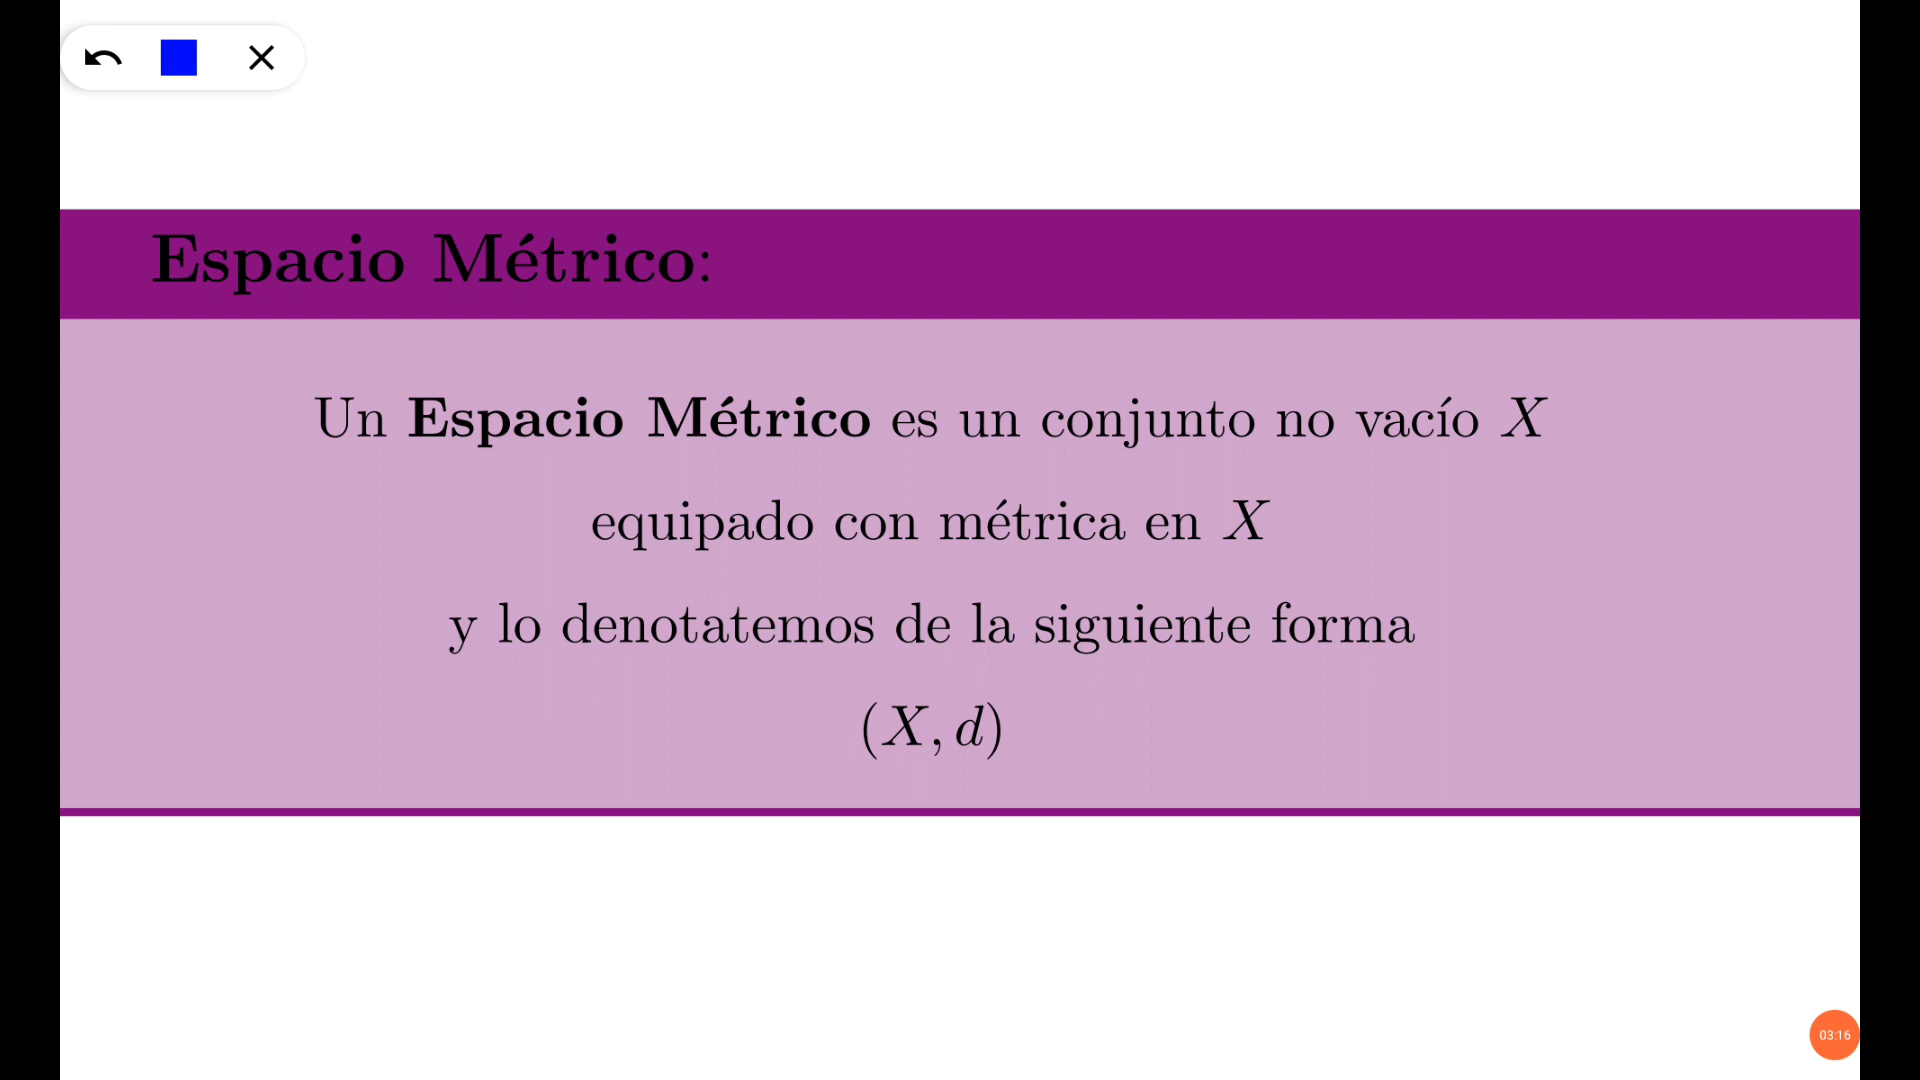 Espacio Métrico:
Un Espacio Métrico es un conjunto no vacío X
equipado con métrica en X
y lo denotatemos de la siguiente forma
(X, d)
03:16